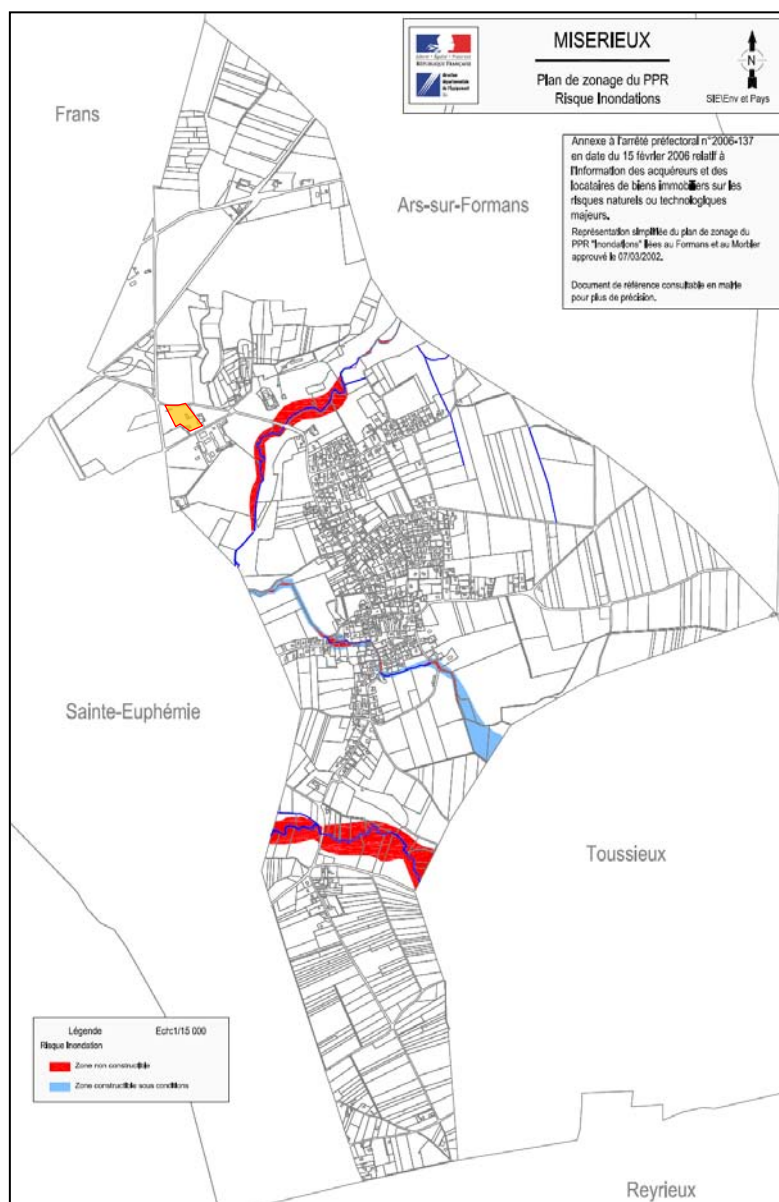 MISERIEUX
Plan de zonage du PPR
Risque Inondations
N
SIE\Env et Pays
RÉPUBLIQUE FRANÇAISE
Annexe à l'arrêté préfectoral n°2006-137
en date du 15 février 2006 relatif à
l'Information des acquéreurs et des
locataires de biens immobiliers sur les
risques naturels ou technologiques
majeurs.
Représentation simplifiée du plan de zonage du
PPR "Inondations" liées au Formans et au Morbier
approuvé le 07/03/2002.
Document de référence consultable en mairie
pour plus de précision.
Frans
Ars-sur-Formans
Sainte-Euphémie
Toussieux
Légende Ech:1/15 000
Risque Inondation
Zone non constructible
Zone constructible sous conditions
Reyrieux